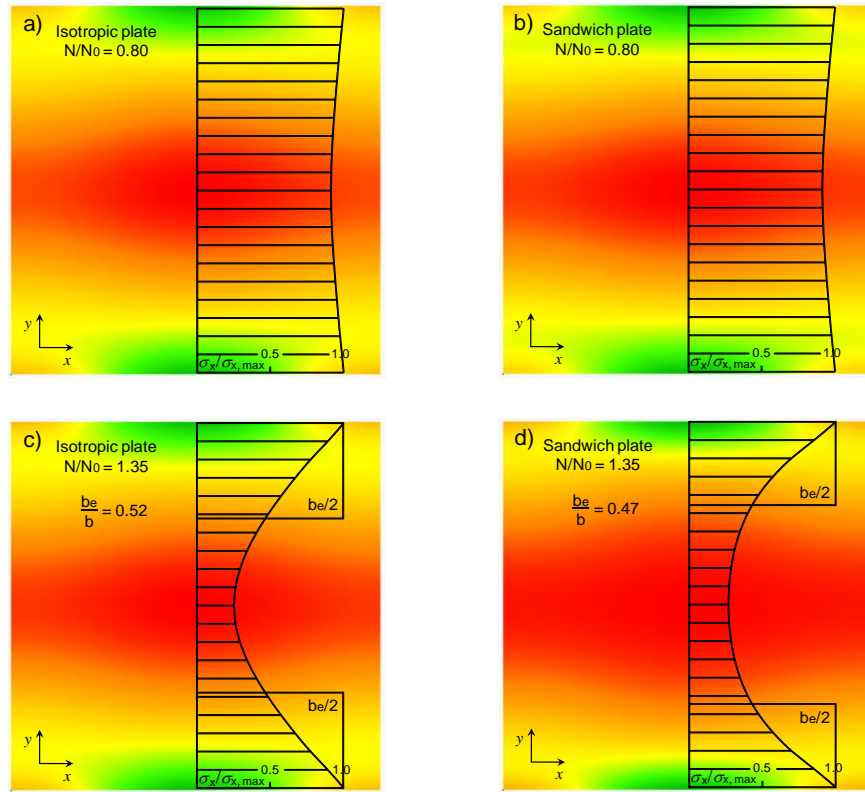 a)
Isotropic plate
N/N0 = 0.80
y
x
0.5
1.0
σx/σx, max
b)
Sandwich plate
N/N0 = 0.80
y
x
0.5
1.0
σx/σx, max
c)
Isotropic plate
N/N0 = 1.35
be/b = 0.52
be/2
be/2
y
x
0.5
1.0
σx/σx, max
d)
Sandwich plate
N/N0 = 1.35
be/b = 0.47
be/2
be/2
y
x
0.5
1.0
σx/σx, max